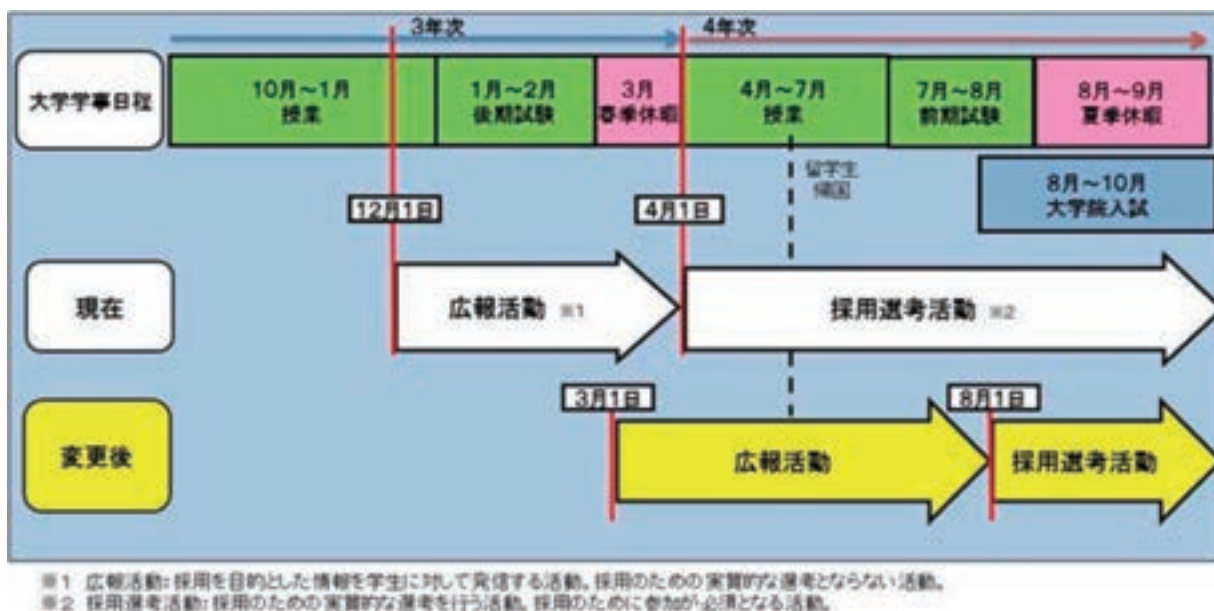 3年次
4年次
大学学事日程
10月～1月
授業
1月～2月
後期試験
3月
春季休暇
4月～7月
授業
7月～8月
前期試験
8月～9月
夏季休暇
留学生
帰国
8月～10月
大学院入試
12月1日
4月1日
現在
広報活動 ※1
採用選考活動 ※2
3月1日
8月1日
変更後
広報活動
採用選考活動
※1 広報活動：採用を目的とした情報を学生に対して発信する活動。採用のための実質的な選考とならない活動。
※2 採用選考活動：採用のための実質的な選考を行う活動。採用のために参加が必須となる活動。